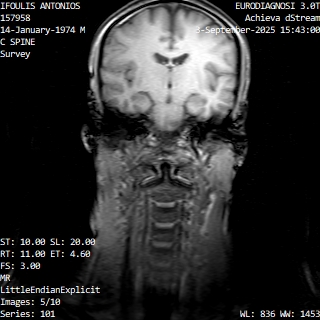 IFOULIS ANTONIOS
157958
14-January-1974 M
C SPINE
Survey
EURODIAGNOSI 3.0T
Achieva dStream
3-September-2025 15:43:00
ST: 10.00 SL: 20.00
RT: 11.00 ET: 4.60
FS: 3.00
MR
LittleEndianExplicit
Images: 5/10
Series: 101
WL: 836 WW: 1453